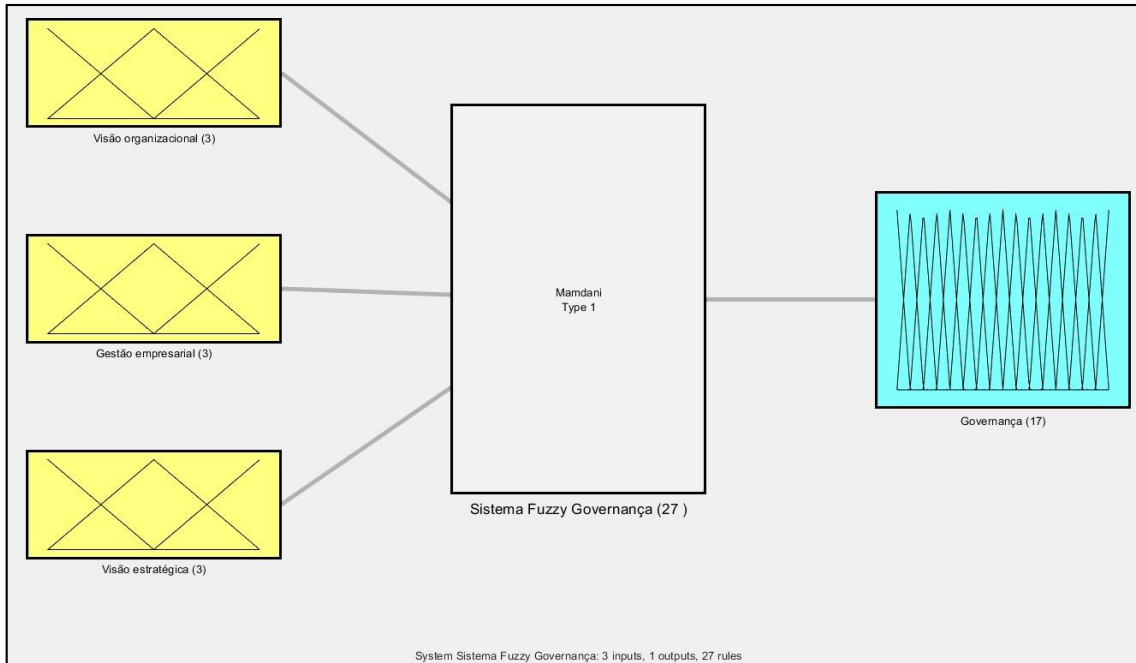 Visão organizacional (3)
Gestão empresarial (3)
Visão estratégica (3)
Mamdani
Type 1
Sistema Fuzzy Governança (27 )
Governança (17)
System Sistema Fuzzy Governança: 3 inputs, 1 outputs, 27 rules